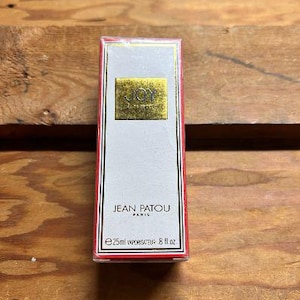 JOY
JEAN PATOU
PARIS
℮25ml VAPORISATEUR .8 fl oz